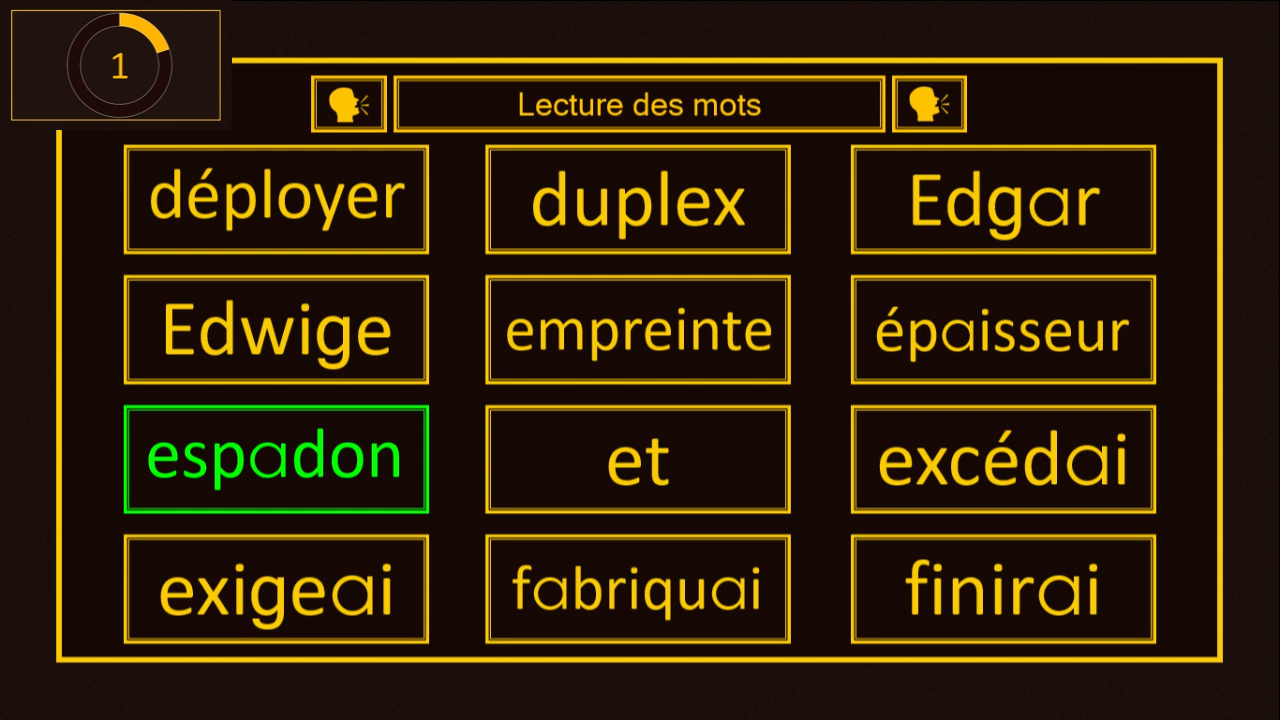 1
Lecture des mots
déployer duplex Edgar
Edwige empreinte épaisseur
espadon et excédai
exigeai fabriquai finirai